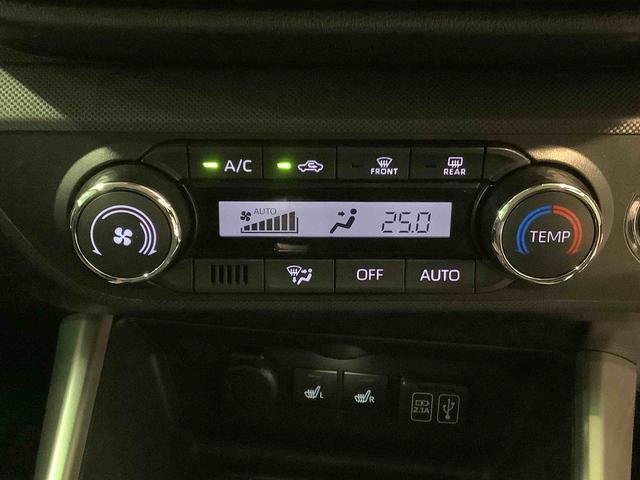 A/C
FRONT
REAR
AUTO
25.0
TEMP
OFF
AUTO
L
R
2.1A